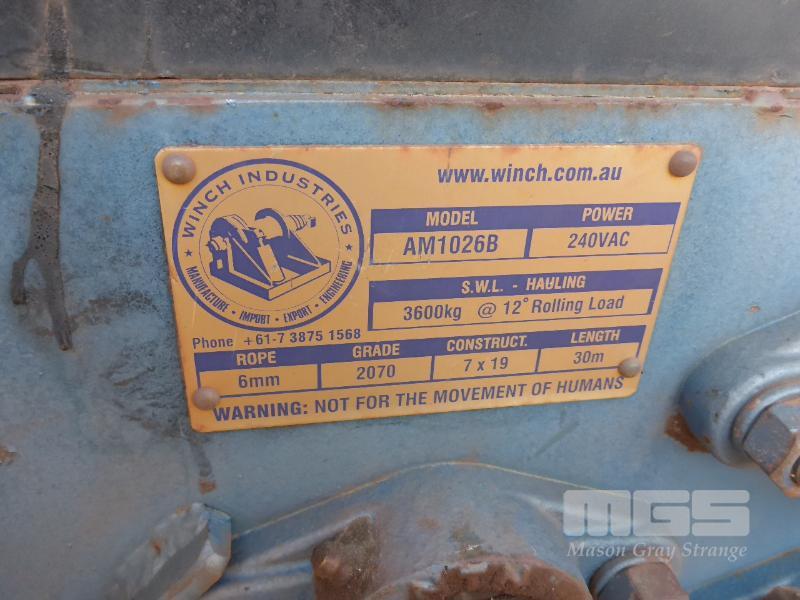 WINCH INDUSTRIES
MANUFACTURE • IMPORT • EXPORT • ENGINEERING
www.winch.com.au
MODEL POWER
AM1026B 240VAC
S.W.L. - HAULING
3600kg @ 12° Rolling Load
Phone +61-7 3875 1568
ROPE GRADE CONSTRUCT. LENGTH
6mm 2070 7 x 19 30m
WARNING: NOT FOR THE MOVEMENT OF HUMANS
MGS
Mason Gray Strange